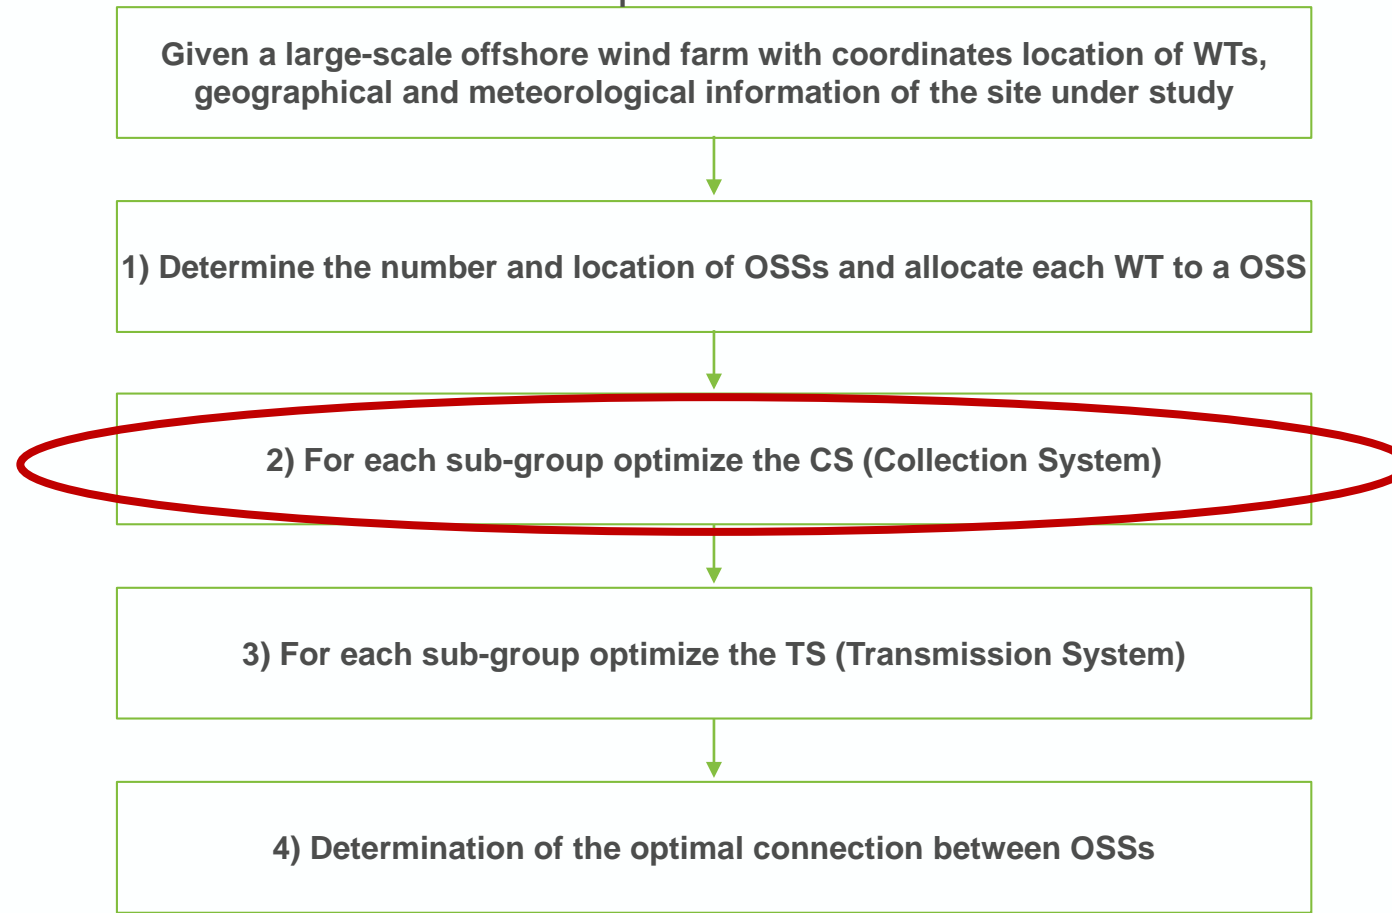 Given a large-scale offshore wind farm with coordinates location of WTs,
geographical and meteorological information of the site under study
1) Determine the number and location of OSSs and allocate each WT to a OSS
2) For each sub-group optimize the CS (Collection System)
3) For each sub-group optimize the TS (Transmission System)
4) Determination of the optimal connection between OSSs